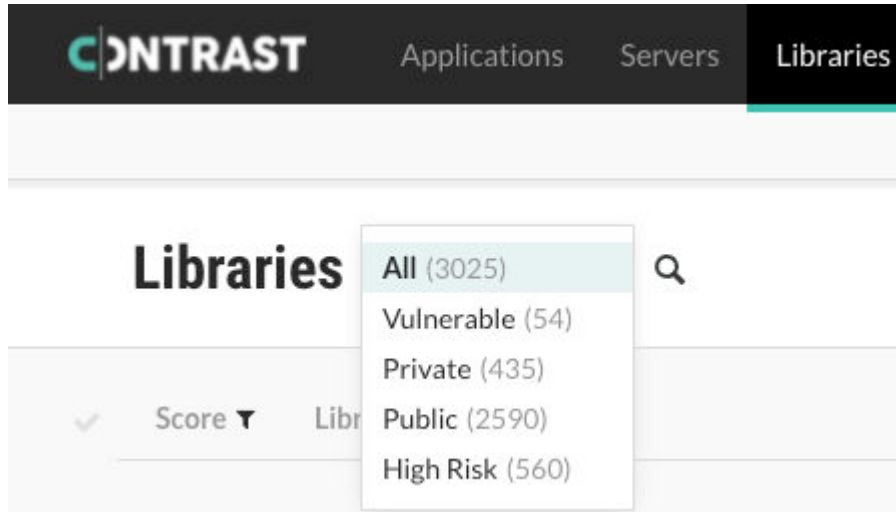 CONTRAST Applications Servers Libraries
Libraries
All (3025)
Vulnerable (54)
Private (435)
Public (2590)
High Risk (560)
Score Libr